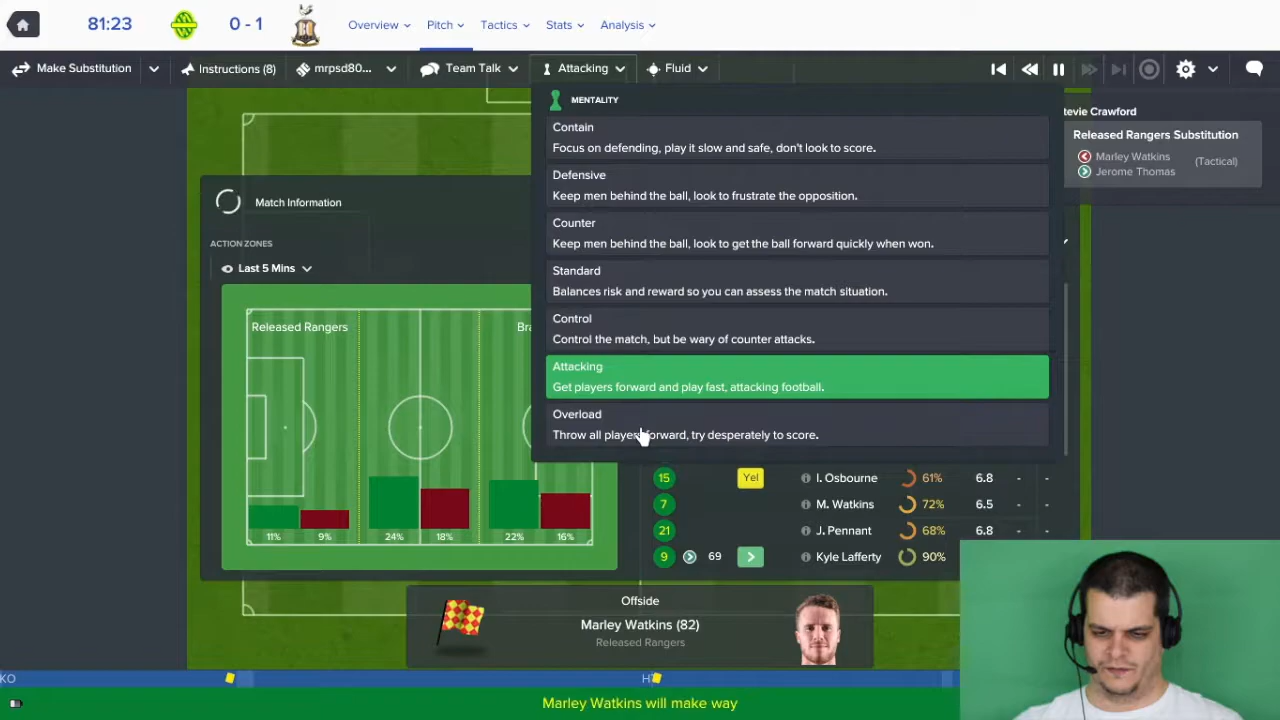 81:23
0 - 1
Overview
Pitch
Tactics
Stats
Analysis
Make Substitution
Instructions (8)
mrpsd80...
Team Talk
Attacking
Fluid
MENTALITY
Contain
Focus on defending, play it slow and safe, don't look to score.
Defensive
Keep men behind the ball, look to frustrate the opposition.
Counter
Keep men behind the ball, look to get the ball forward quickly when won.
Standard
Balances risk and reward so you can assess the match situation.
Control
Control the match, but be wary of counter attacks.
Attacking
Get players forward and play fast, attacking football.
Overload
Throw all players forward, try desperately to score.
tevie Crawford
Released Rangers Substitution
Marley Watkins
(Tactical)
Jerome Thomas
Match Information
ACTION ZONES
Last 5 Mins
Released Rangers
Bra
11%
9%
24%
18%
22%
16%
15 Yel I. Osbourne 61% 6.8 - -
7 M. Watkins 72% 6.5 - -
21 J. Pennant 68% 6.8 - -
9 69 Kyle Lafferty 90%
Offside
Marley Watkins (82)
Released Rangers
KO
HT
Marley Watkins will make way